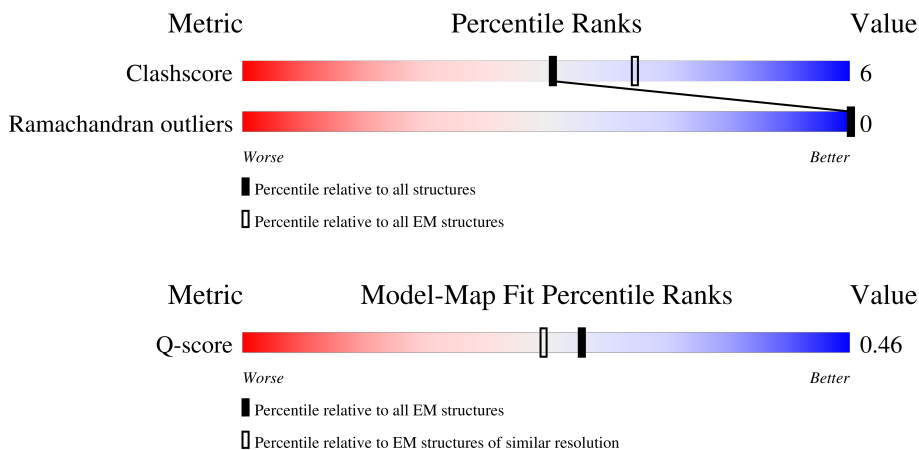 Metric Percentile Ranks Value
Clashscore 6
Ramachandran outliers 0
Worse Better
Percentile relative to all structures
Percentile relative to all EM structures
Metric Model-Map Fit Percentile Ranks Value
Q-score 0.46
Worse Better
Percentile relative to all EM structures
Percentile relative to EM structures of similar resolution